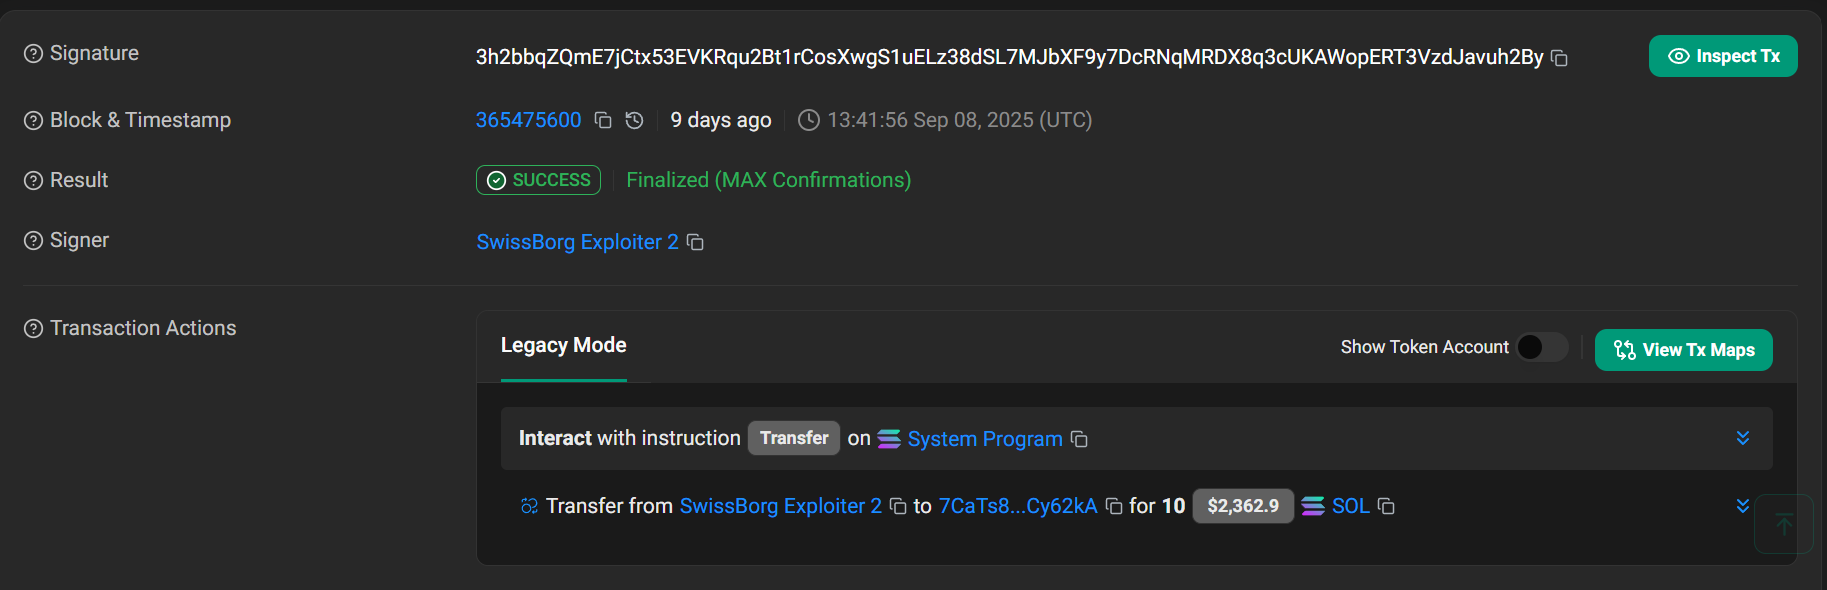 Signature 3h2bbqZQmE7jCtx53EVKRqu2Bt1rCosXwgS1uELz38dSL7MJbXF9y7DcRNqMRDX8q3cUKAWopERT3VzdJavuh2By Inspect Tx
Block & Timestamp 365475600 9 days ago 13:41:56 Sep 08, 2025 (UTC)
Result SUCCESS Finalized (MAX Confirmations)
Signer SwissBorg Exploiter 2
Transaction Actions
Legacy Mode Show Token Account View Tx Maps
Interact with instruction Transfer on System Program
Transfer from SwissBorg Exploiter 2 to 7CaTs8...Cy62kA for 10 $2,362.9 SOL